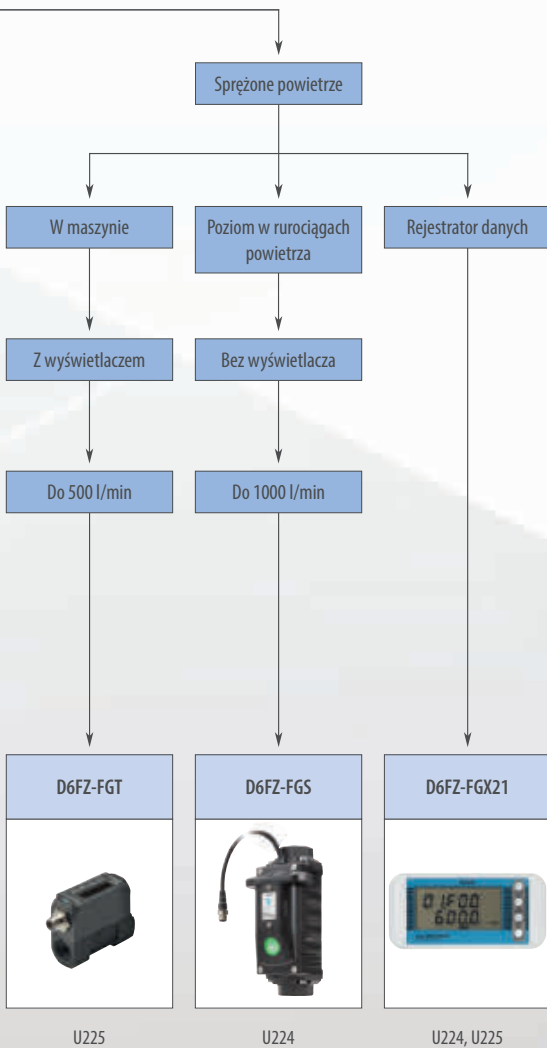 Sprężone powietrze
W maszynie
Poziom w rurociągach
powietrza
Rejestrator danych
Z wyświetlaczem
Bez wyświetlacza
Do 500 l/min
Do 1000 l/min
D6FZ-FGT
D6FZ-FGS
D6FZ-FGX21
U225
U224
U224, U225